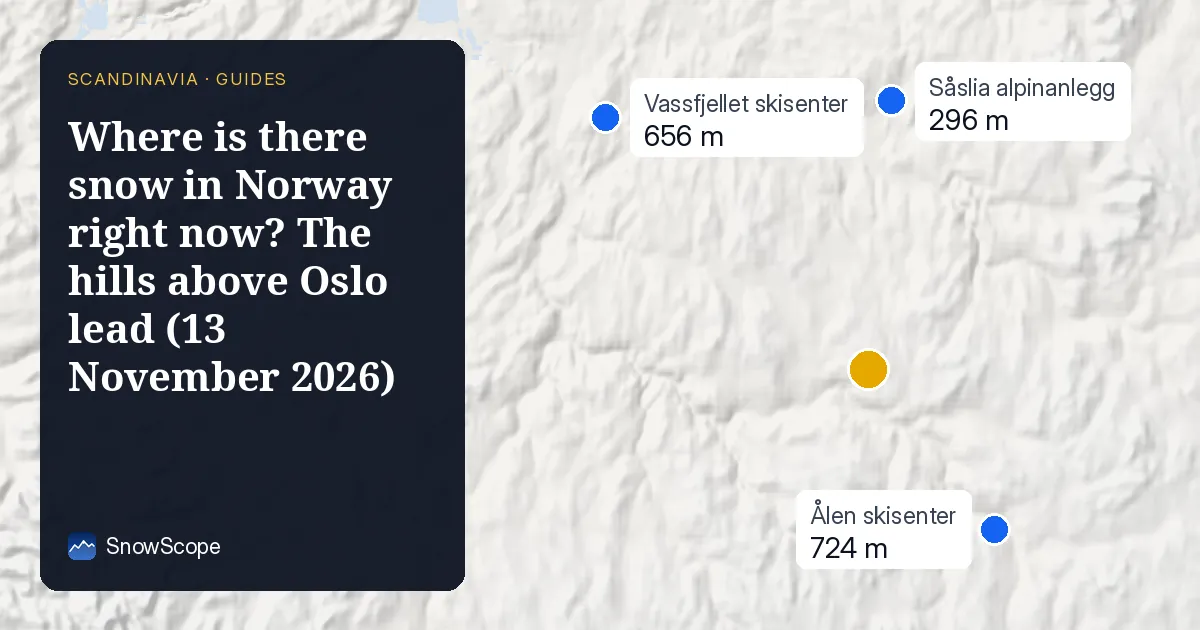 SCANDINAVIA · GUIDES
Where is there
snow in Norway
right now? The
hills above Oslo
lead (13
November 2026)
SnowScope
Vassfjellet skisenter
656 m
Såslia alpinanlegg
296 m
Ålen skisenter
724 m